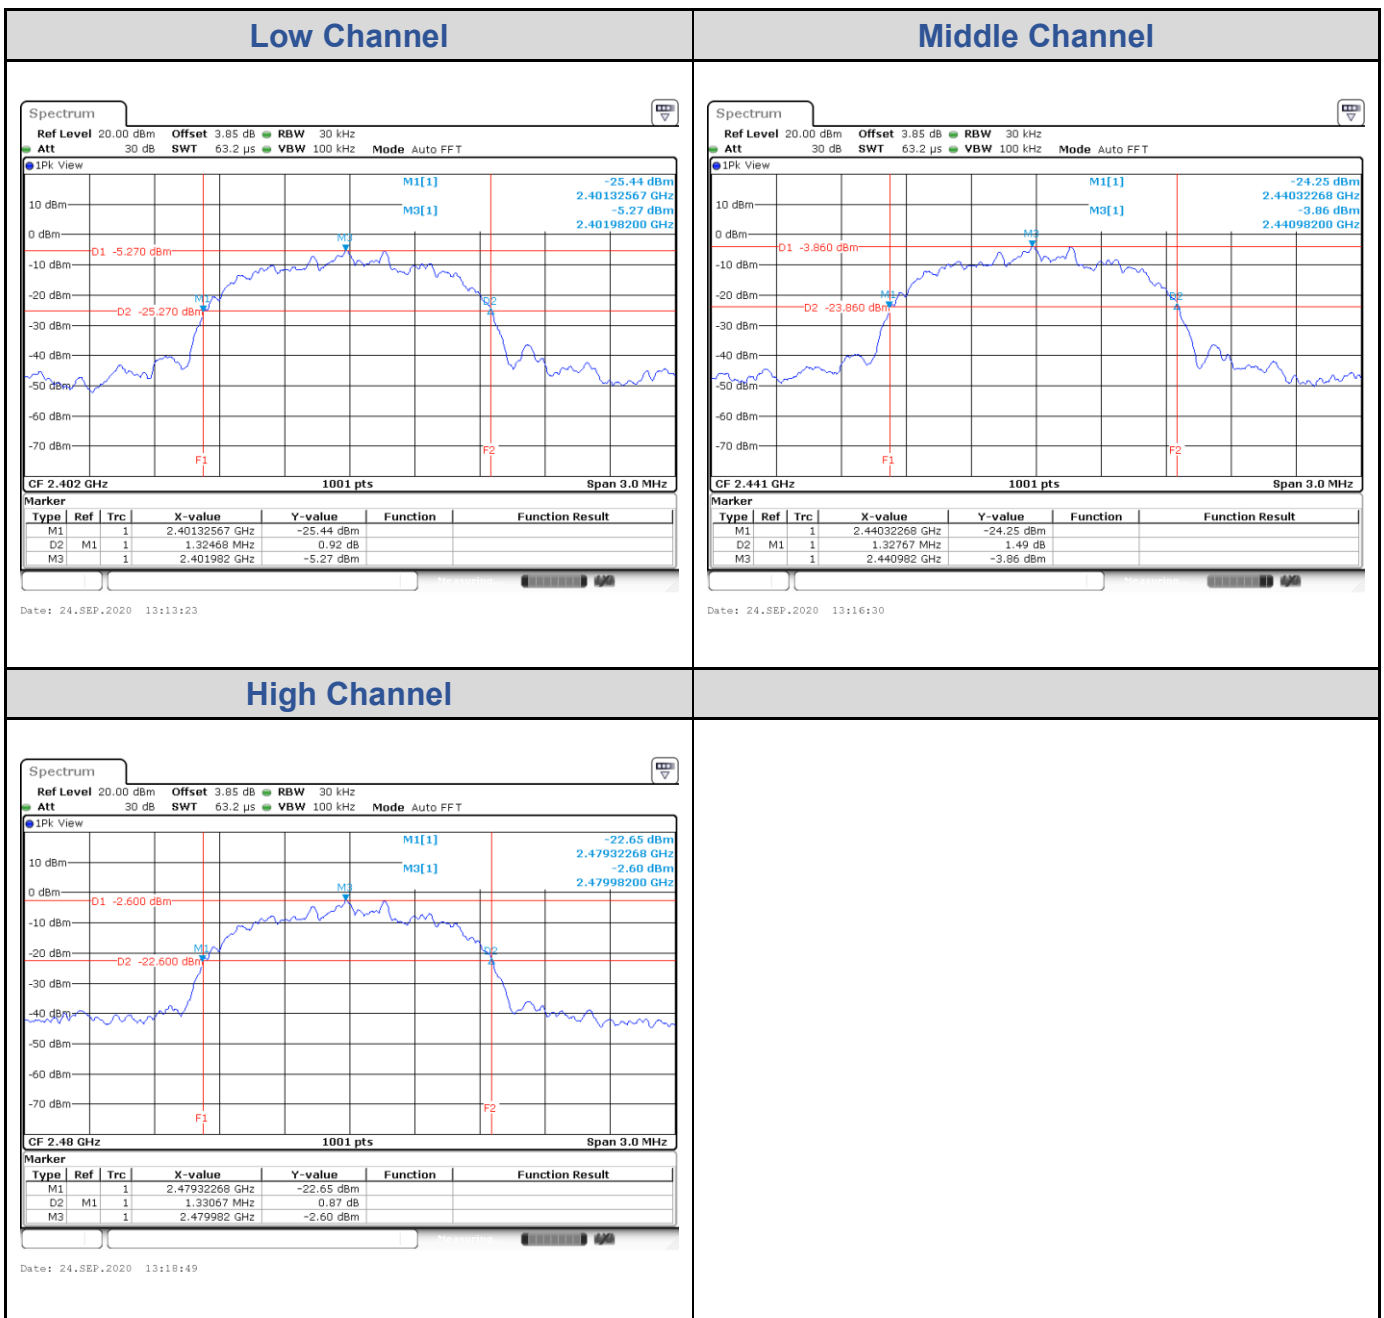 Low Channel
Middle Channel
Spectrum
Ref Level 20.00 dBm Offset 3.85 dB RBW 30 kHz
Att 30 dB SWT 63.2 µs VBW 100 kHz Mode Auto FFT
1Pk View
M1[1] -25.44 dBm
2.40132567 GHz
10 dBm
M3[1] -5.27 dBm
2.40198200 GHz
0 dBm
M3
D1 -5.270 dBm
-10 dBm
-20 dBm
M1
D2
D2 -25.270 dBm
-30 dBm
-40 dBm
-50 dBm
-60 dBm
-70 dBm
F1
F2
CF 2.402 GHz 1001 pts Span 3.0 MHz
Marker
Type Ref Trc X-value Y-value Function Function Result
M1 1 2.40132567 GHz -25.44 dBm
D2 M1 1 1.32468 MHz 0.92 dB
M3 1 2.401982 GHz -5.27 dBm
Measuring
Date: 24.SEP.2020 13:13:23
Spectrum
Ref Level 20.00 dBm Offset 3.85 dB RBW 30 kHz
Att 30 dB SWT 63.2 µs VBW 100 kHz Mode Auto FFT
1Pk View
M1[1] -24.25 dBm
2.44032268 GHz
10 dBm
M3[1] -3.86 dBm
2.44098200 GHz
0 dBm
M3
D1 -3.860 dBm
-10 dBm
-20 dBm
M1
D2
D2 -23.860 dBm
-30 dBm
-40 dBm
-50 dBm
-60 dBm
-70 dBm
F1
F2
CF 2.441 GHz 1001 pts Span 3.0 MHz
Marker
Type Ref Trc X-value Y-value Function Function Result
M1 1 2.44032268 GHz -24.25 dBm
D2 M1 1 1.32767 MHz 1.49 dB
M3 1 2.440982 GHz -3.86 dBm
Measuring
Date: 24.SEP.2020 13:16:30
High Channel
Spectrum
Ref Level 20.00 dBm Offset 3.85 dB RBW 30 kHz
Att 30 dB SWT 63.2 µs VBW 100 kHz Mode Auto FFT
1Pk View
M1[1] -22.65 dBm
2.47932268 GHz
10 dBm
M3[1] -2.60 dBm
2.47998200 GHz
0 dBm
M3
D1 -2.600 dBm
-10 dBm
-20 dBm
M1
D2
D2 -22.600 dBm
-30 dBm
-40 dBm
-50 dBm
-60 dBm
-70 dBm
F1
F2
CF 2.48 GHz 1001 pts Span 3.0 MHz
Marker
Type Ref Trc X-value Y-value Function Function Result
M1 1 2.47932268 GHz -22.65 dBm
D2 M1 1 1.33067 MHz 0.87 dB
M3 1 2.479982 GHz -2.60 dBm
Measuring
Date: 24.SEP.2020 13:18:49